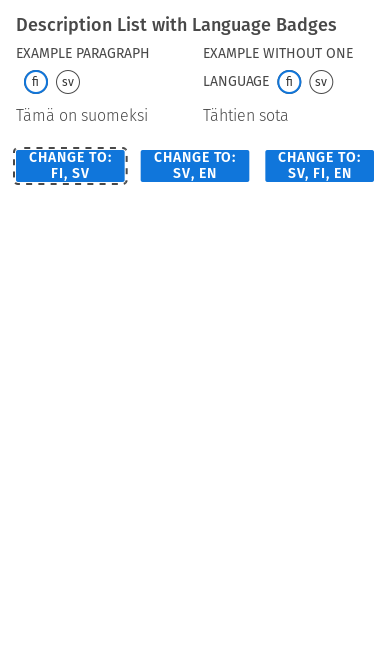 Description List with Language Badges
EXAMPLE PARAGRAPH
fi sv
Tämä on suomeksi
EXAMPLE WITHOUT ONE
LANGUAGE fi sv
Tähtien sota
CHANGE TO:
FI, SV
CHANGE TO:
SV, EN
CHANGE TO:
SV, FI, EN